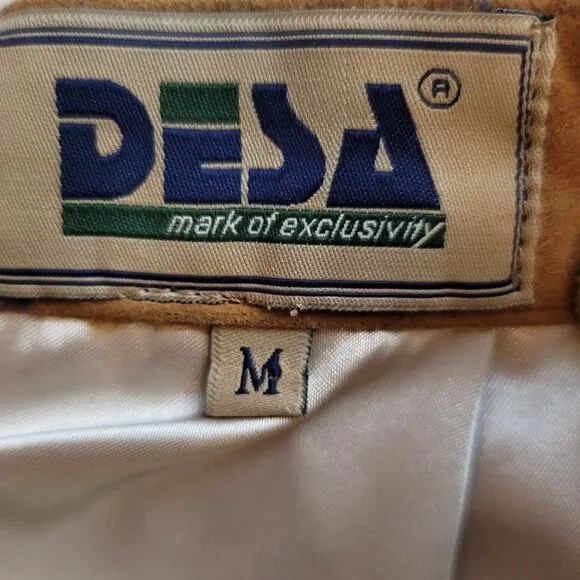 DESA ®
mark of exclusivity
M